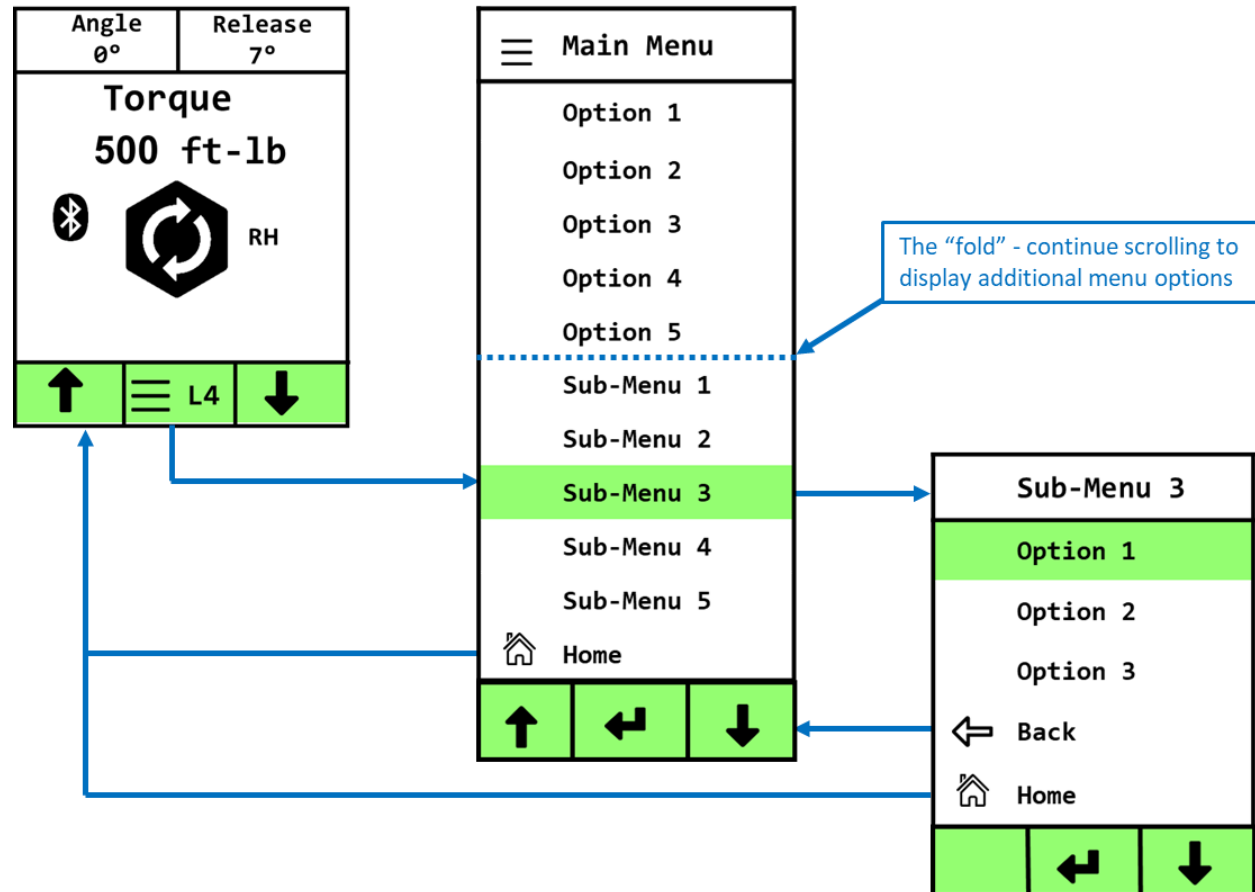 Angle
0°
Release
7°
Torque
500 ft-lb
RH
L4
Main Menu
Option 1
Option 2
Option 3
Option 4
Option 5
Sub-Menu 1
Sub-Menu 2
Sub-Menu 3
Sub-Menu 4
Sub-Menu 5
Home
The “fold” - continue scrolling to
display additional menu options
Sub-Menu 3
Option 1
Option 2
Option 3
Back
Home